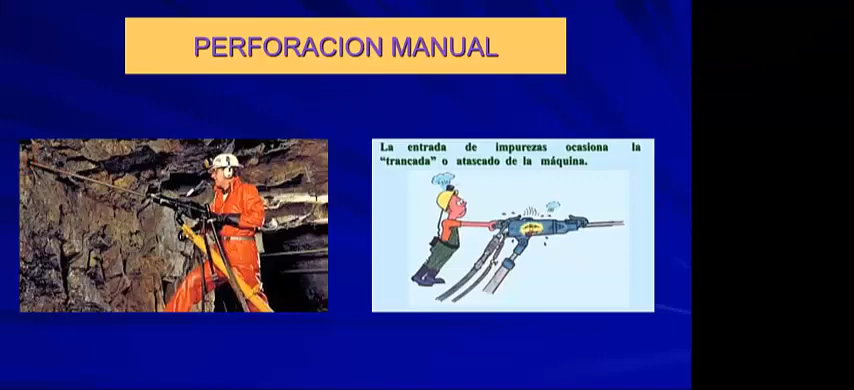 PERFORACION MANUAL
La entrada de impurezas ocasiona la
“trancada” o atascado de la máquina.